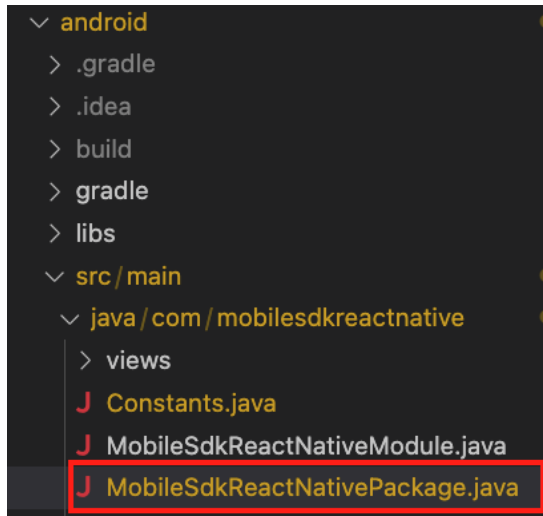 android
.gradle
.idea
build
gradle
libs
src/main
java/com/mobilesdkreactnative
views
J Constants.java
J MobileSdkReactNativeModule.java
J MobileSdkReactNativePackage.java